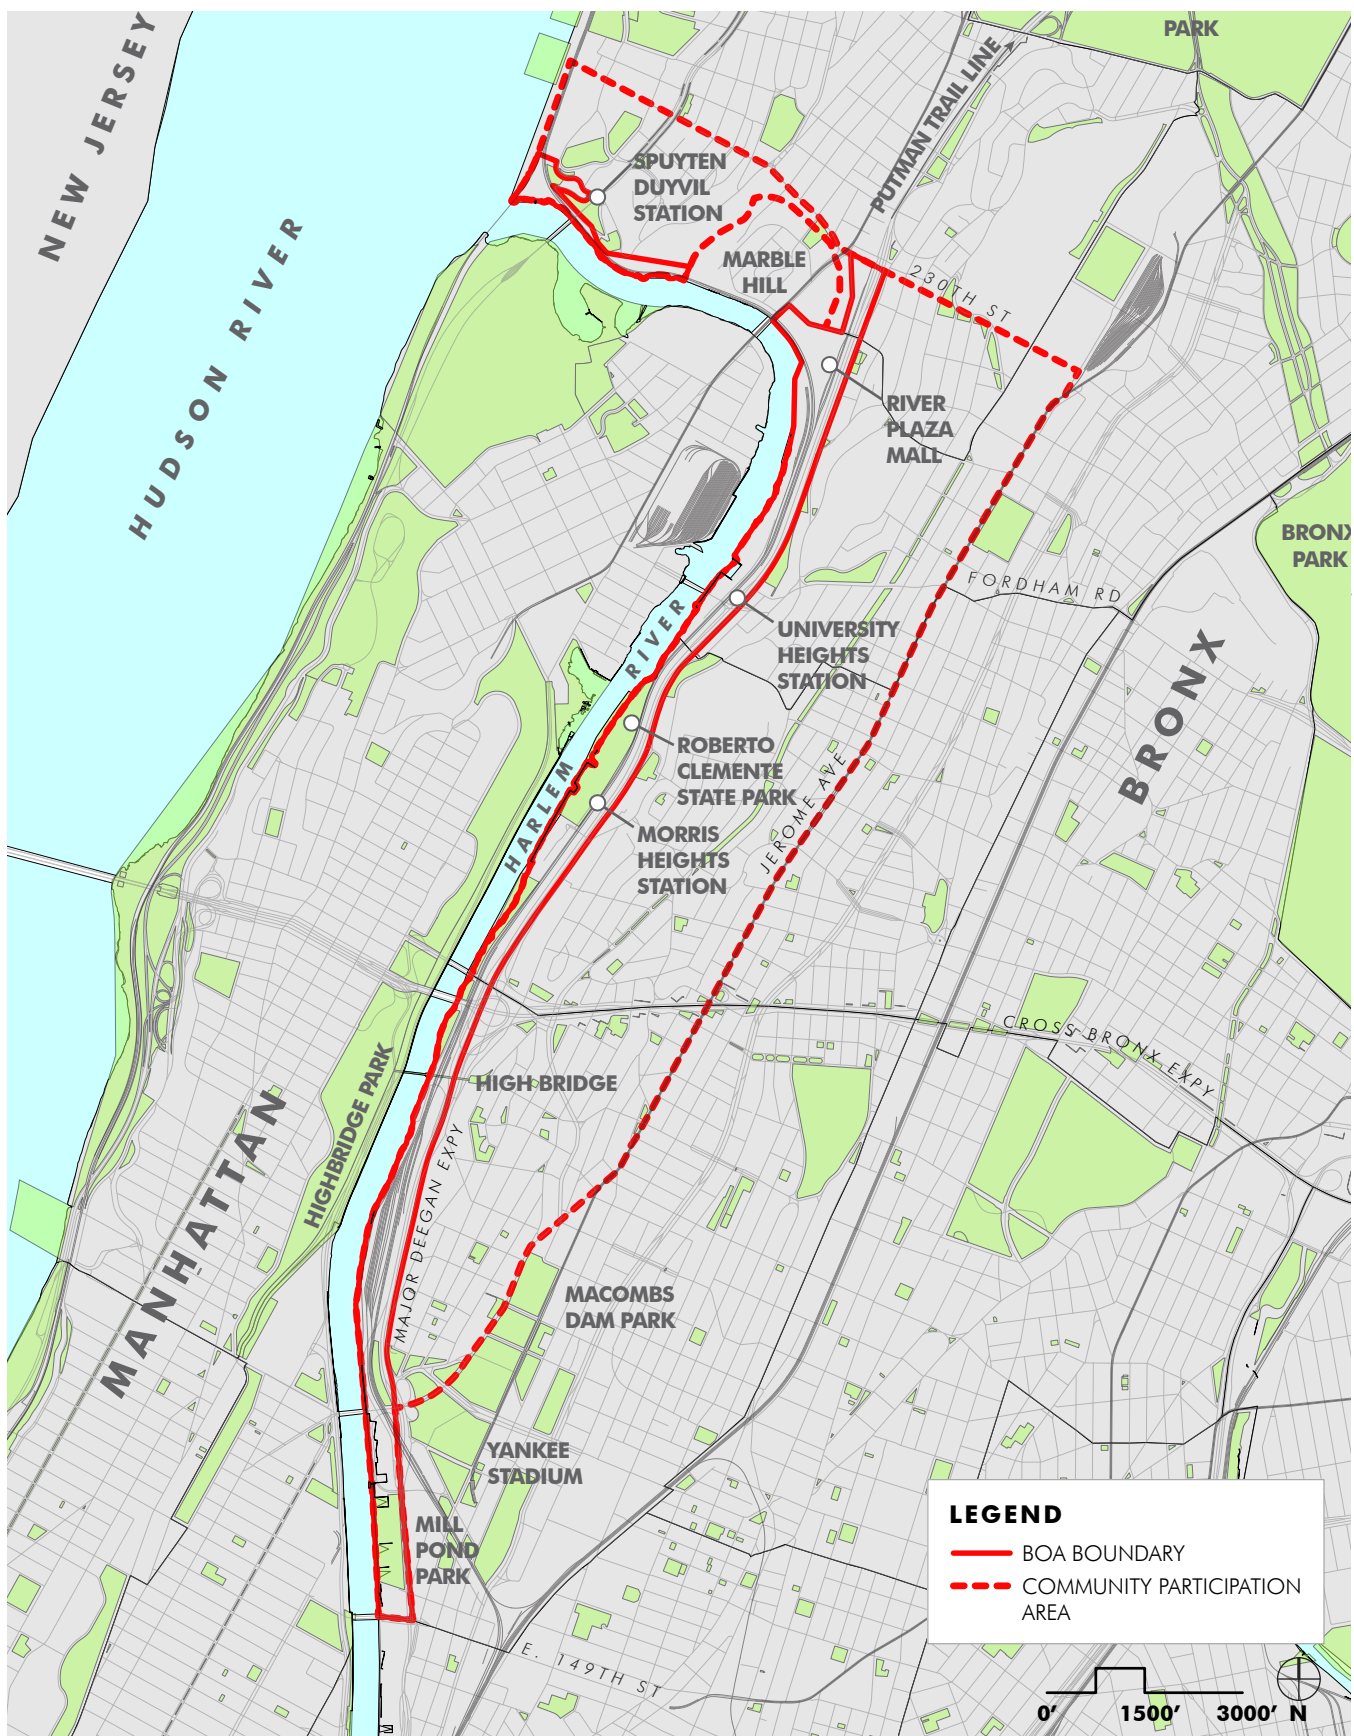 PARK
NEW JERSEY
PUTMAN TRAIL LINE
SPUYTEN
DUYVIL
STATION
HUDSON RIVER
MARBLE
HILL
230TH ST
RIVER
PLAZA
MALL
BRONX
PARK
FORDHAM RD
UNIVERSITY
HEIGHTS
STATION
HARLEM RIVER
BRONX
ROBERTO
CLEMENTE
STATE PARK
JEROME AVE
MORRIS
HEIGHTS
STATION
CROSS BRONX EXPY
HIGH BRIDGE
HIGHBRIDGE PARK
MANHATTAN
MAJOR DEEGAN EXPY
MACOMBS
DAM PARK
YANKEE
STADIUM
MILL
POND
PARK
E. 149TH ST
LEGEND
BOA BOUNDARY
COMMUNITY PARTICIPATION
AREA
0' 1500' 3000' N